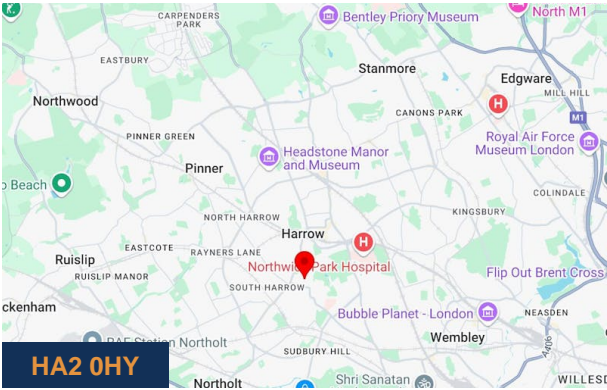 CARPENDERS
PARK
Bentley Priory Museum
North M1
EASTBURY
Stanmore
Edgware
Northwood
MILL HILL
CANONS PARK
M1
PINNER GREEN
Royal Air Force
Museum London
Headstone Manor
and Museum
Pinner
o Beach
COLINDALE
NORTH HARROW
KINGSBURY
Harrow
EASTCOTE
RAYNERS LANE
Ruislip
Northwick Park Hospital
Flip Out Brent Cross
RUISLIP MANOR
SOUTH HARROW
ckenham
Bubble Planet - London
NEASDEN
RAF Station Northolt
Wembley
A406
SUDBURY HILL
HA2 0HY
Northolt
Shri Sanatan
WILLESD